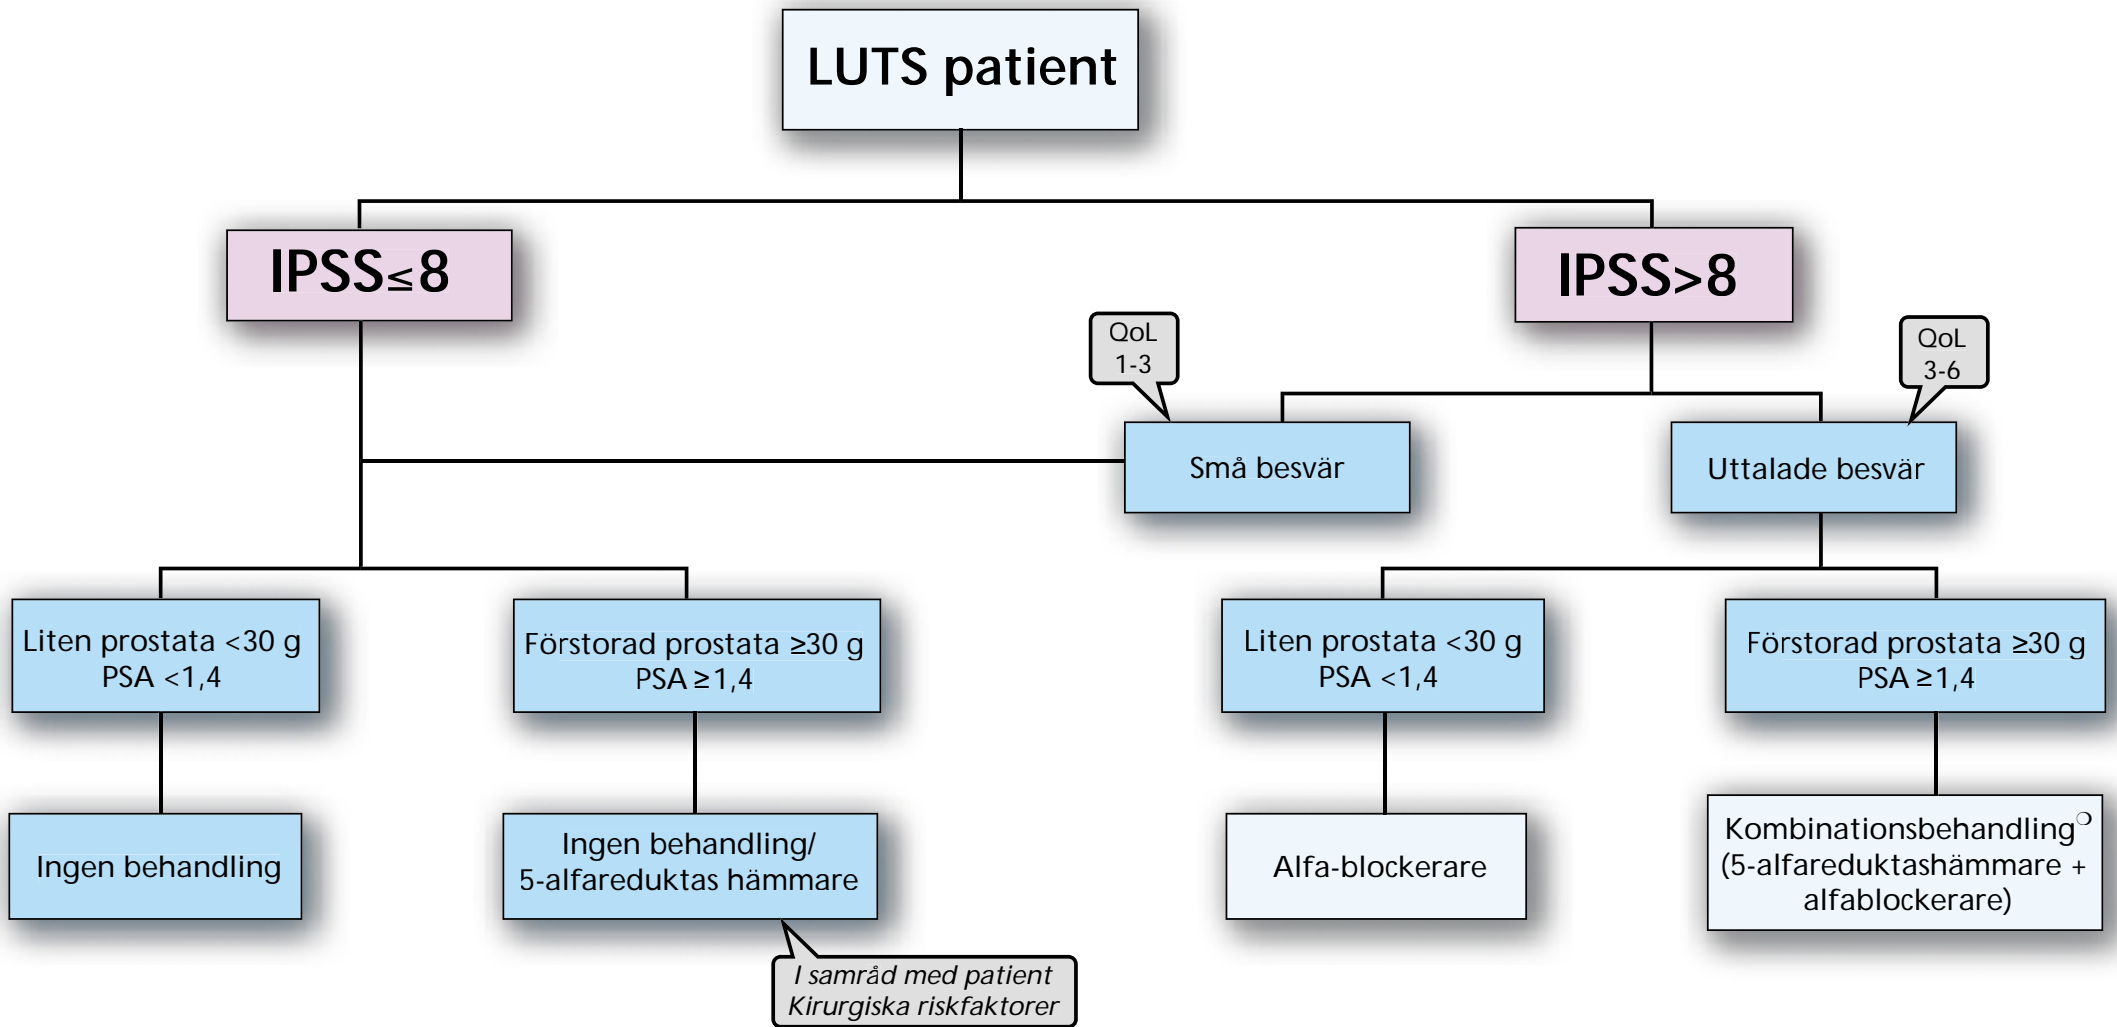 LUTS patient
IPSS≤8
IPSS>8
QoL
1-3
QoL
3-6
Små besvär
Uttalade besvär
Liten prostata <30 g
PSA <1,4
Förstorad prostata ≥30 g
PSA ≥1,4
Liten prostata <30 g
PSA <1,4
Förstorad prostata ≥30 g
PSA ≥1,4
Ingen behandling
Ingen behandling/
5-alfareduktas hämmare
Alfa-blockerare
Kombinationsbehandling❍
(5-alfareduktashämmare +
alfablockerare)
I samråd med patient
Kirurgiska riskfaktorer